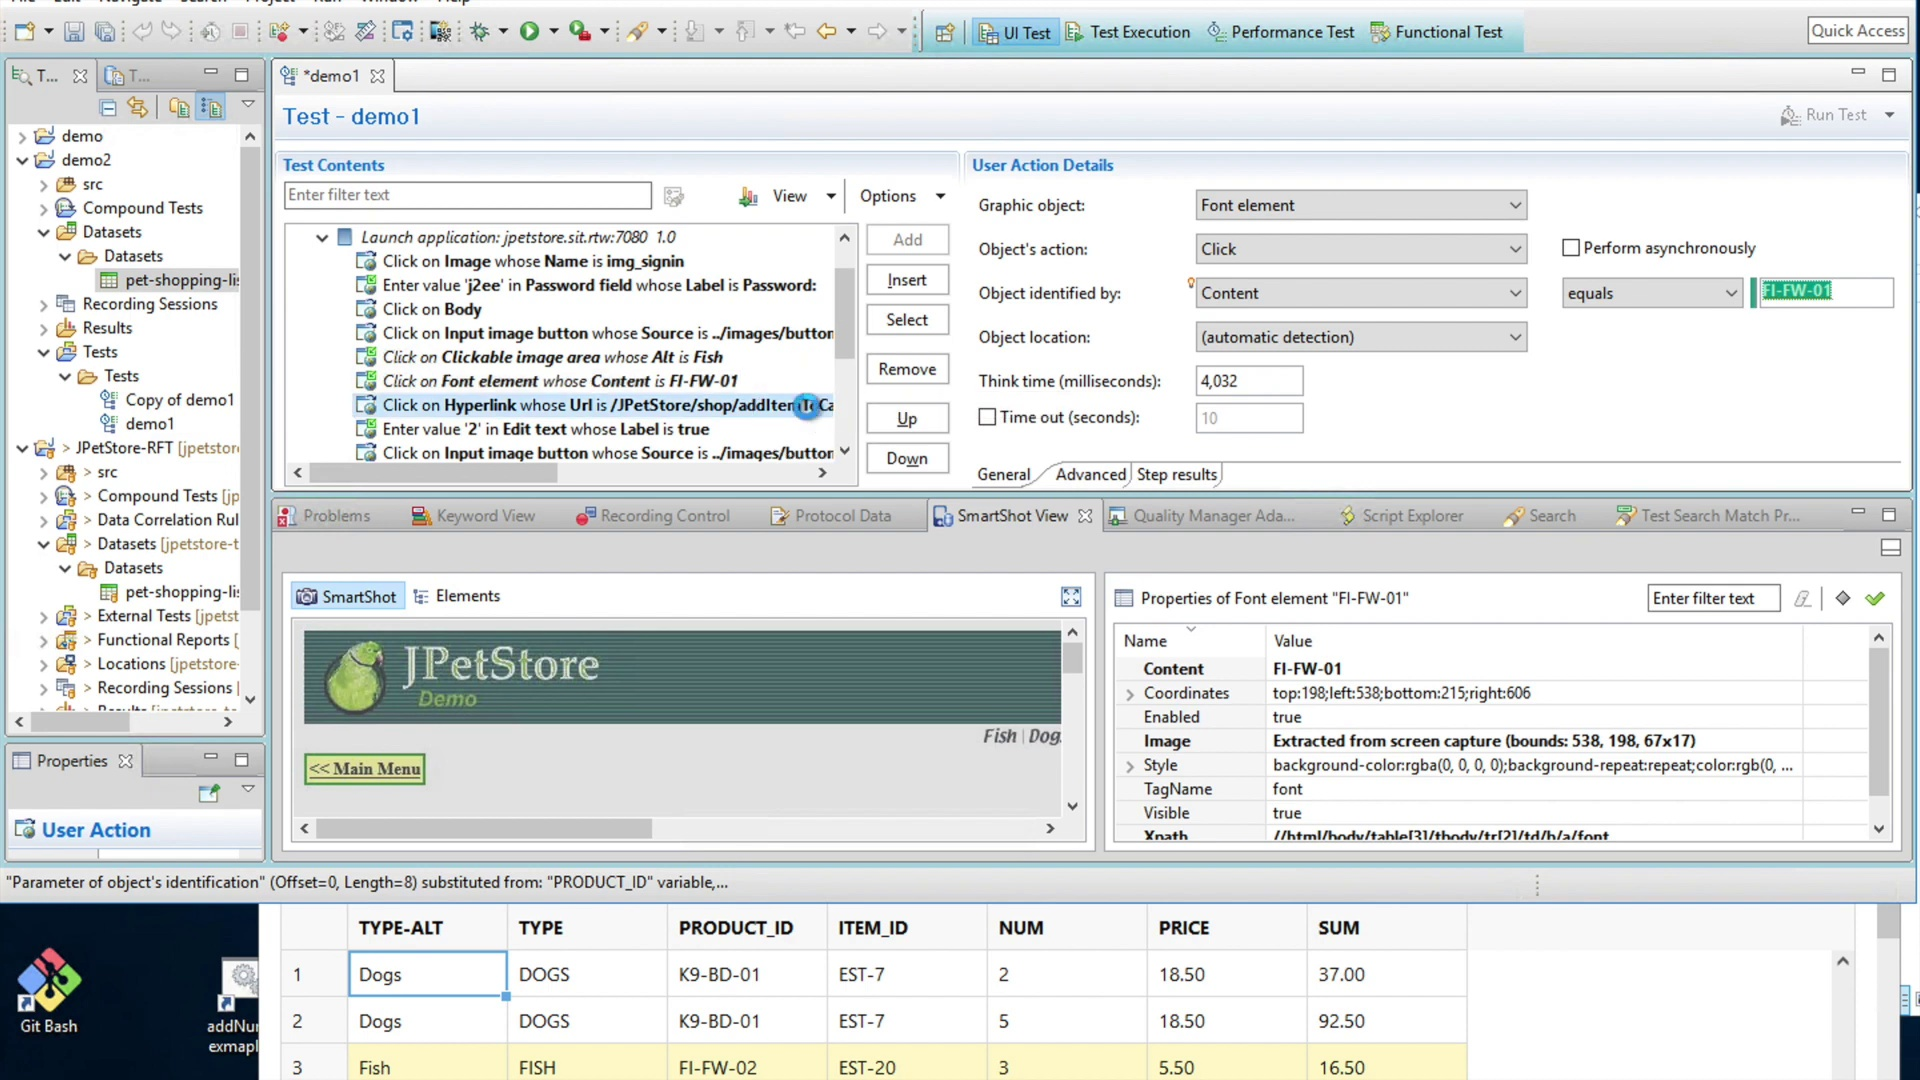 Quick Access
UI Test
Test Execution
Performance Test
Functional Test
T...
T...
*demo1
Test - demo1
Run Test
demo
demo2
src
Compound Tests
Datasets
Datasets
pet-shopping-lis
Recording Sessions
Results
Tests
Tests
Copy of demo1
demo1
> JPetStore-RFT [jpetstore
> src
> Compound Tests [jp
> Data Correlation Rul
> Datasets [jpetstore-t
> Datasets
pet-shopping-lis
> External Tests [jpetst
> Functional Reports [
> Locations [jpetstore-
> Recording Sessions
Test Contents
Enter filter text
View
Options
Launch application: jpetstore.sit.rtw:7080 1.0
Click on Image whose Name is img_signin
Enter value 'j2ee' in Password field whose Label is Password:
Click on Body
Click on Input image button whose Source is ../images/button
Click on Clickable image area whose Alt is Fish
Click on Font element whose Content is FI-FW-01
Click on Hyperlink whose Url is /JPetStore/shop/addItemToCa
Enter value '2' in Edit text whose Label is true
Click on Input image button whose Source is ../images/button
Add
Insert
Select
Remove
Up
Down
User Action Details
Graphic object:
Font element
Object's action:
Click
Perform asynchronously
Object identified by:
Content
equals
FI-FW-01
Object location:
(automatic detection)
Think time (milliseconds):
4,032
Time out (seconds):
10
General
Advanced
Step results
Problems
Keyword View
Recording Control
Protocol Data
SmartShot View
Quality Manager Ada...
Script Explorer
Search
Test Search Match Pr...
SmartShot
Elements
JPetStore
Demo
Fish | Dog
<< Main Menu
Properties of Font element "FI-FW-01"
Enter filter text
Name
Value
Content
FI-FW-01
Coordinates
top:198;left:538;bottom:215;right:606
Enabled
true
Image
Extracted from screen capture (bounds: 538, 198, 67x17)
Style
background-color:rgba(0, 0, 0, 0);background-repeat:repeat;color:rgb(0, ...
TagName
font
Visible
true
Xpath
//html/body/table[3]/tbody/tr[2]/td/b/a/font
Properties
User Action
"Parameter of object's identification" (Offset=0, Length=8) substituted from: "PRODUCT_ID" variable,...
TYPE-ALT TYPE PRODUCT_ID ITEM_ID NUM PRICE SUM
1 Dogs DOGS K9-BD-01 EST-7 2 18.50 37.00
2 Dogs DOGS K9-BD-01 EST-7 5 18.50 92.50
3 Fish FISH FI-FW-02 EST-20 3 5.50 16.50
Git Bash
addNu
exmapl